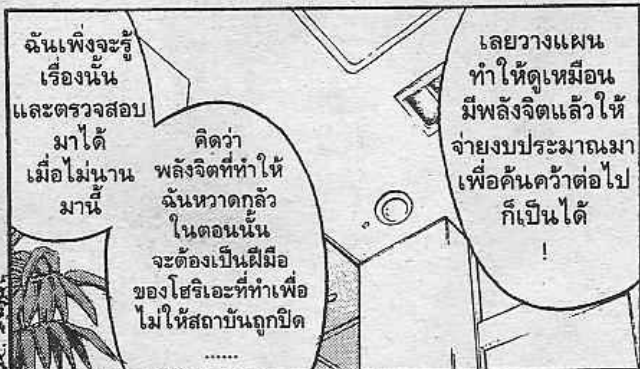 เลยวางแผน
ทำให้ดูเหมือน
มีพลังจิตแล้วให้
จ่ายงบประมาณมา
เพื่อค้นคว้าต่อไป
ก็เป็นได้
!
คิดว่า
พลังจิตที่ทำให้
ฉันหวาดกลัว
ในตอนนั้น
จะต้องเป็นฝีมือ
ของโฮริเอะที่ทำเพื่อ
ไม่ให้สถาบันถูกปิด
......
ฉันเพิ่งจะรู้
เรื่องนั้น
และตรวจสอบ
มาได้
เมื่อไม่นาน
มานี้